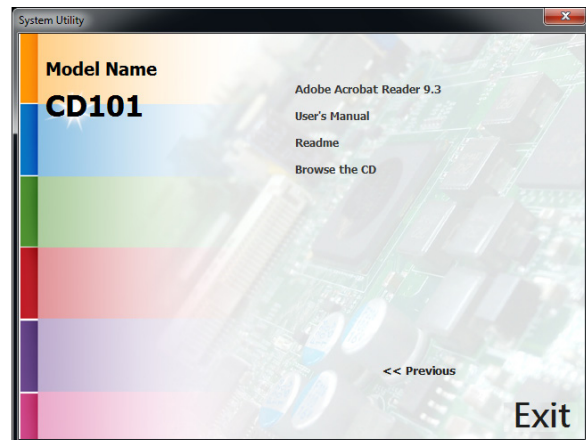 System Utility
Model Name
CD101
Adobe Acrobat Reader 9.3
User's Manual
Readme
Browse the CD
<< Previous
Exit